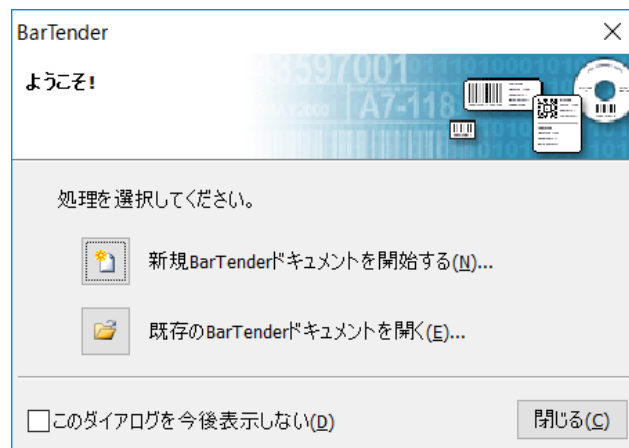 BarTender
ようこそ!
3597001
A7-118
処理を選択してください。
新規BarTenderドキュメントを開始する(N)...
既存のBarTenderドキュメントを開く(E)...
このダイアログを今後表示しない(D)
閉じる(C)